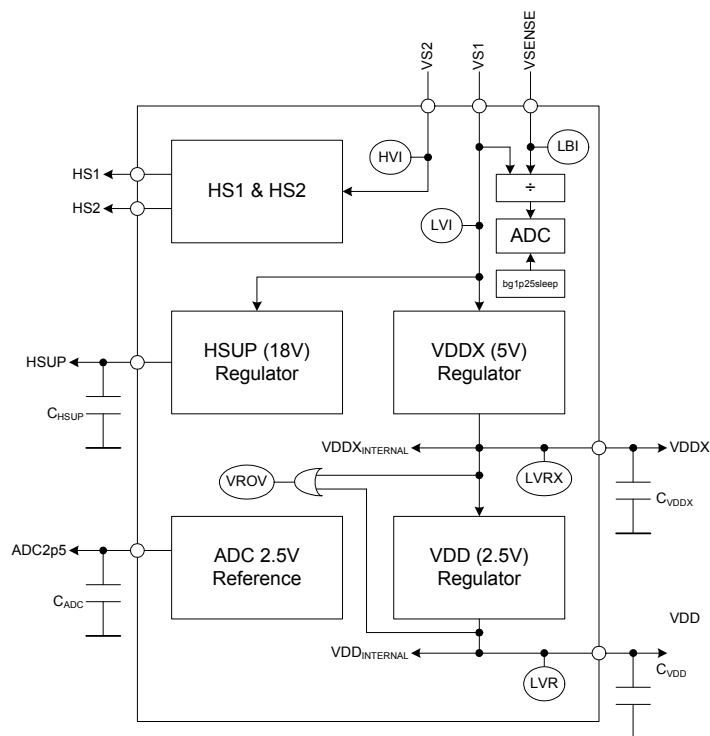 VS2
VS1
VSENSE
HVI
LBI
HS1
HS2
HS1 & HS2
÷
LVI
ADC
bg1p25sleep
HSUP
HSUP (18V)
Regulator
VDDX (5V)
Regulator
CHSUP
VDDXINTERNAL
VDDX
LVRX
VROV
CVDDX
ADC2p5
ADC 2.5V
Reference
VDD (2.5V)
Regulator
CADC
VDD
VDDINTERNAL
LVR
CVDD